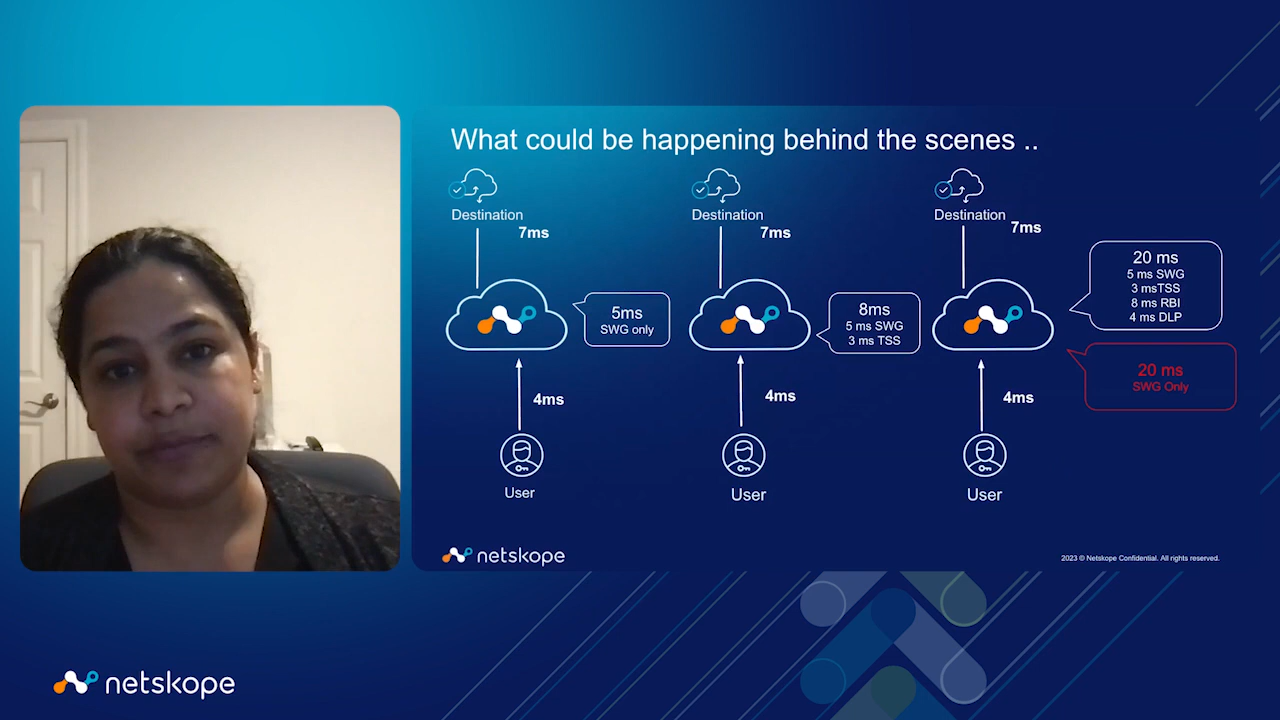 What could be happening behind the scenes ..
Destination
7ms
5ms
SWG only
4ms
User
Destination
7ms
8ms
5 ms SWG
3 ms TSS
4ms
User
Destination
7ms
20 ms
5 ms SWG
3 msTSS
8 ms RBI
4 ms DLP
20 ms
SWG Only
4ms
User
netskope
2023 © Netskope Confidential. All rights reserved.
netskope